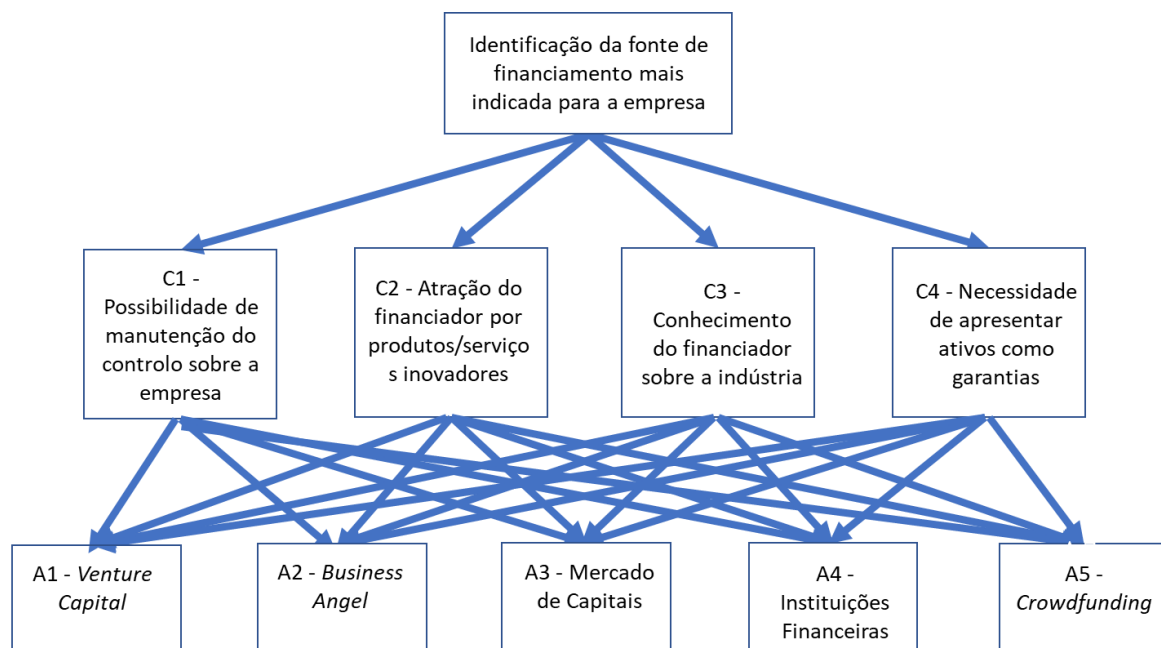 Identificação da fonte de
financiamento mais
indicada para a empresa
C1 -
Possibilidade de
manutenção do
controlo sobre a
empresa
C2 - Atração do
financiador por
produtos/serviço
s inovadores
C3 -
Conhecimento
do financiador
sobre a indústria
C4 - Necessidade
de apresentar
ativos como
garantias
A1 - Venture
Capital
A2 - Business
Angel
A3 - Mercado
de Capitais
A4 -
Instituições
Financeiras
A5 -
Crowdfunding